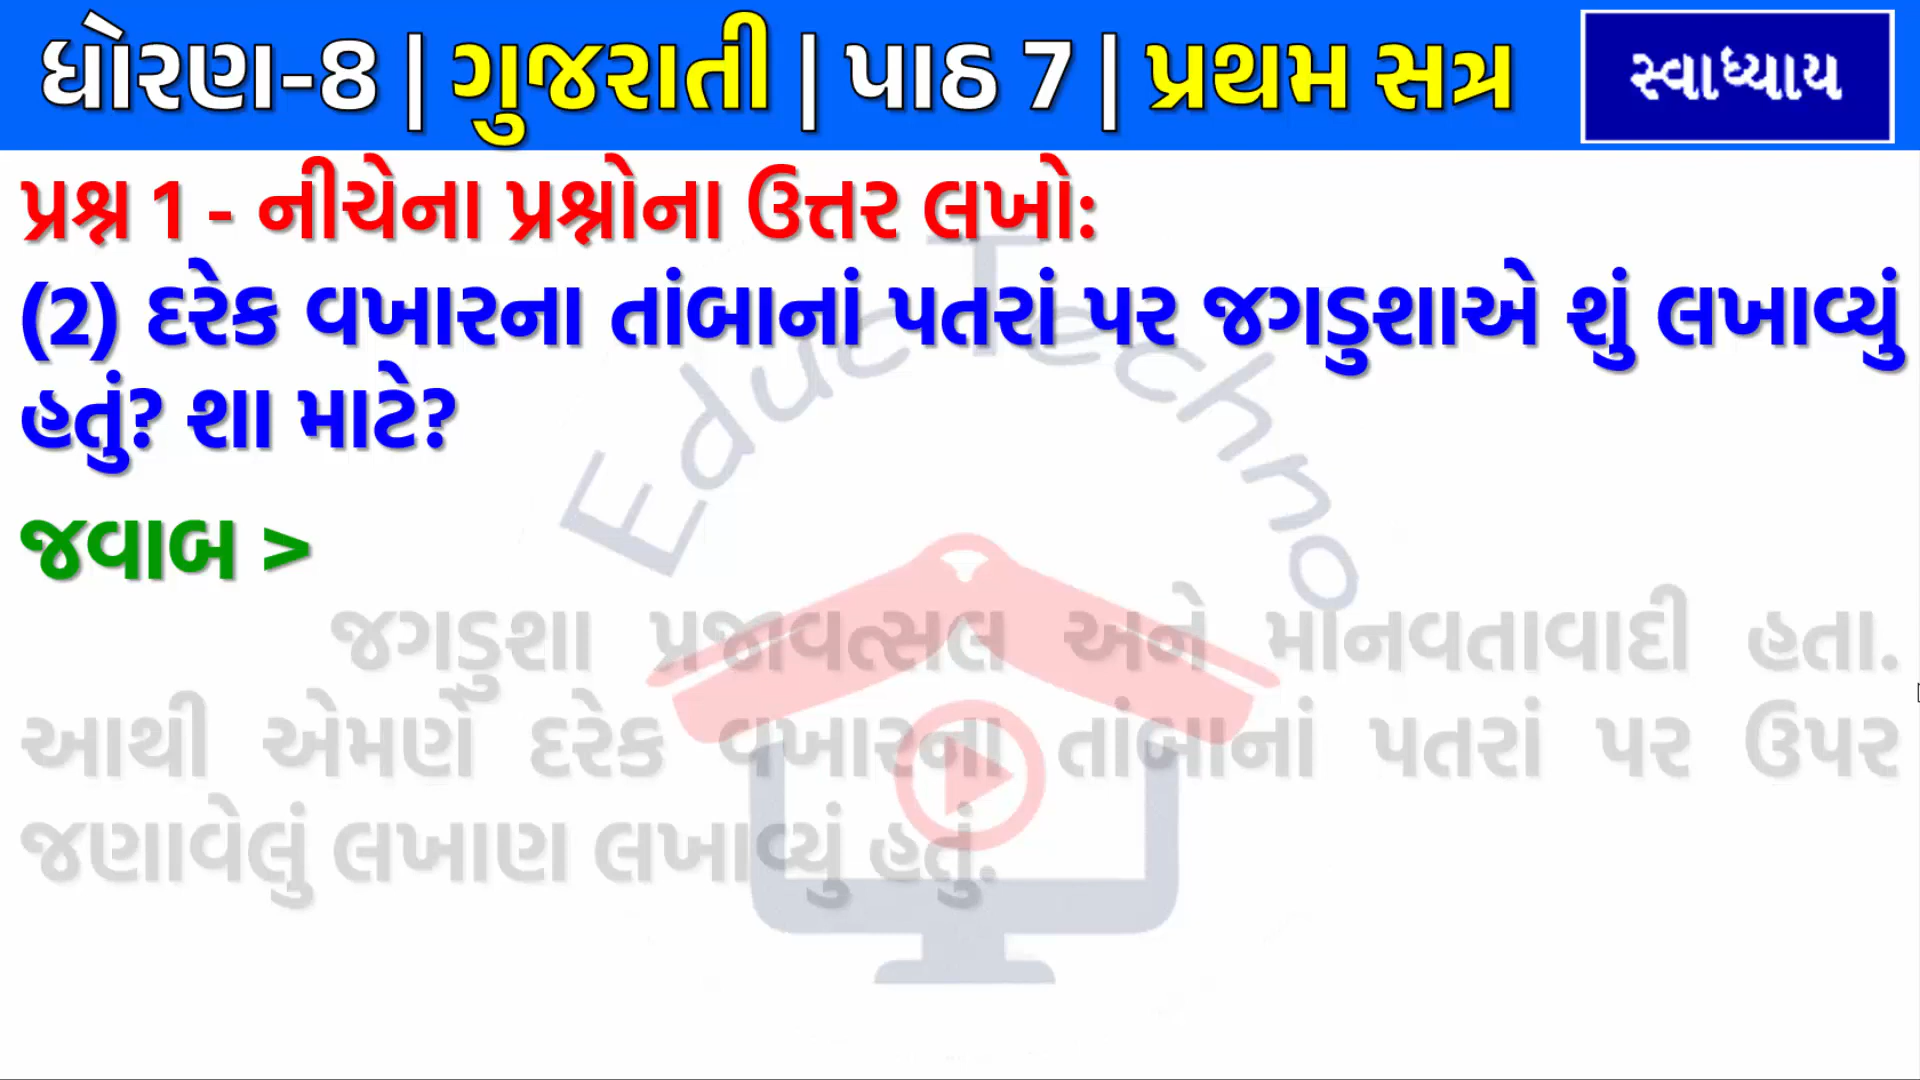 ધોરણ-8 | ગુજરાતી | પાઠ 7 | પ્રથમ સત્ર
સ્વાધ્યાય
પ્રશ્ન 1 - નીચેના પ્રશ્નોના ઉત્તર લખો:
(2) દરેક વખારના તાંબાનાં પતરાં પર જગડુશાએ શું લખાવ્યું
હતું? શા માટે?
Educ Techno
જવાબ >
જગડુશા પ્રજાવત્સલ અને માનવતાવાદી હતા.
આથી એમણે દરેક વખારના તાંબાનાં પતરાં પર ઉપર
જણાવેલું લખાણ લખાવ્યું હતું.